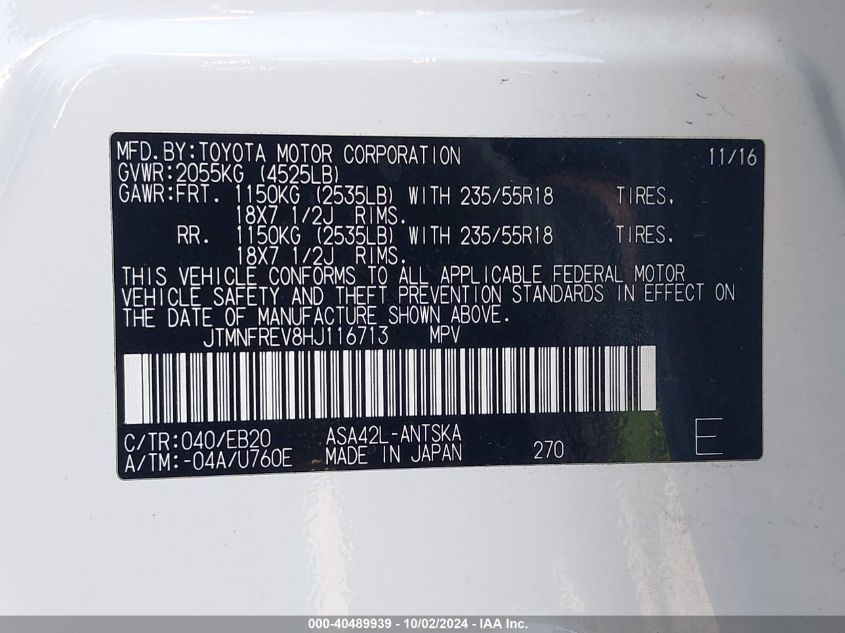 MFD.BY:TOYOTA MOTOR CORPORATION 11/16
GVWR:2055KG (4525LB)
GAWR:FRT. 1150KG (2535LB) WITH 235/55R18 TIRES,
18X7 1/2J RIMS.
RR. 1150KG (2535LB) WITH 235/55R18 TIRES,
18X7 1/2J RIMS.
THIS VEHICLE CONFORMS TO ALL APPLICABLE FEDERAL MOTOR
VEHICLE SAFETY AND THEFT PREVENTION STANDARDS IN EFFECT ON
THE DATE OF MANUFACTURE SHOWN ABOVE.
JTMNFREV8HJ116713 MPV
C/TR:040/EB20 ASA42L-ANTSKA
A/TM:-04A/U760E MADE IN JAPAN 270 E
000-40489939 - 10/02/2024 - IAA Inc.